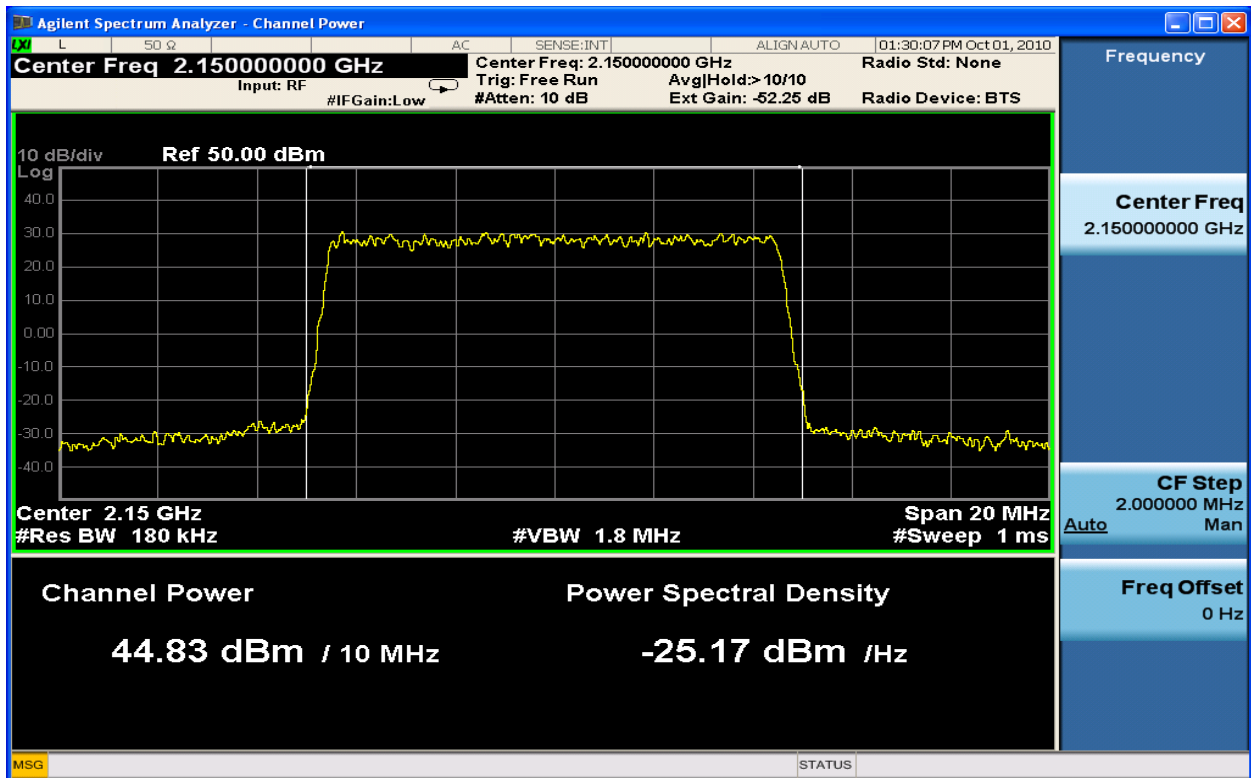 Agilent Spectrum Analyzer - Channel Power
LXI L 50 Ω AC SENSE:INT ALIGN AUTO 01:30:07 PM Oct 01, 2010
Center Freq 2.150000000 GHz
Input: RF
#IFGain:Low
Center Freq: 2.150000000 GHz
Trig: Free Run Avg|Hold:>10/10
#Atten: 10 dB Ext Gain: -52.25 dB
Radio Std: None
Radio Device: BTS
10 dB/div Ref 50.00 dBm
Log
40.0
30.0
20.0
10.0
0.00
-10.0
-20.0
-30.0
-40.0
Center 2.15 GHz Span 20 MHz
#Res BW 180 kHz #VBW 1.8 MHz #Sweep 1 ms
Channel Power Power Spectral Density
44.83 dBm / 10 MHz -25.17 dBm /Hz
Frequency
Center Freq
2.150000000 GHz
CF Step
2.000000 MHz
Auto Man
Freq Offset
0 Hz
MSG STATUS